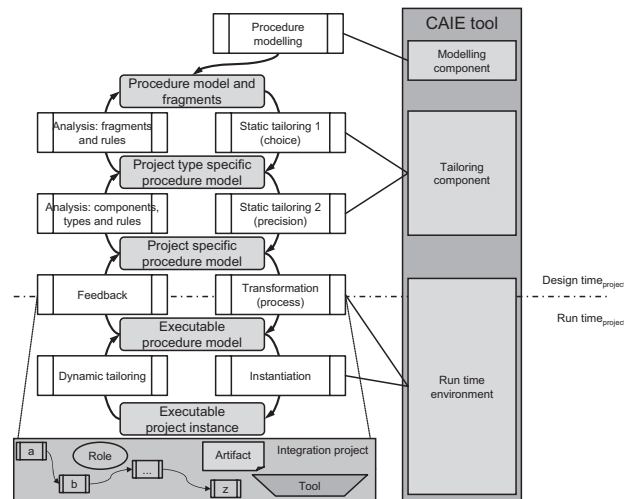 CAIE tool
Procedure
modelling
Modelling
component
Procedure model and
fragments
Analysis: fragments
and rules
Static tailoring 1
(choice)
Project type specific
procedure model
Tailoring
component
Analysis: components,
types and rules
Static tailoring 2
(precision)
Project specific
procedure model
Feedback
Transformation
(process)
Design time project
Run time project
Executable
procedure model
Dynamic tailoring
Instantiation
Run time
environment
Executable
project instance
a
Role
Artifact
Integration project
b
...
z
Tool